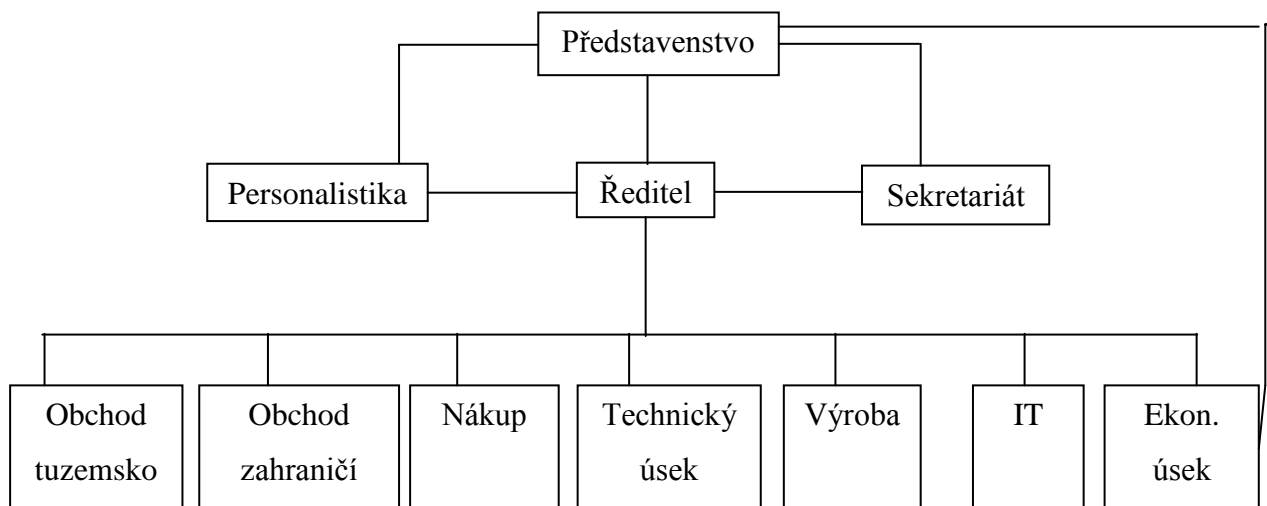 Představenstvo
Personalistika
Ředitel
Sekretariát
Obchod
tuzemsko
Obchod
zahraničí
Nákup
Technický
úsek
Výroba
IT
Ekon.
úsek